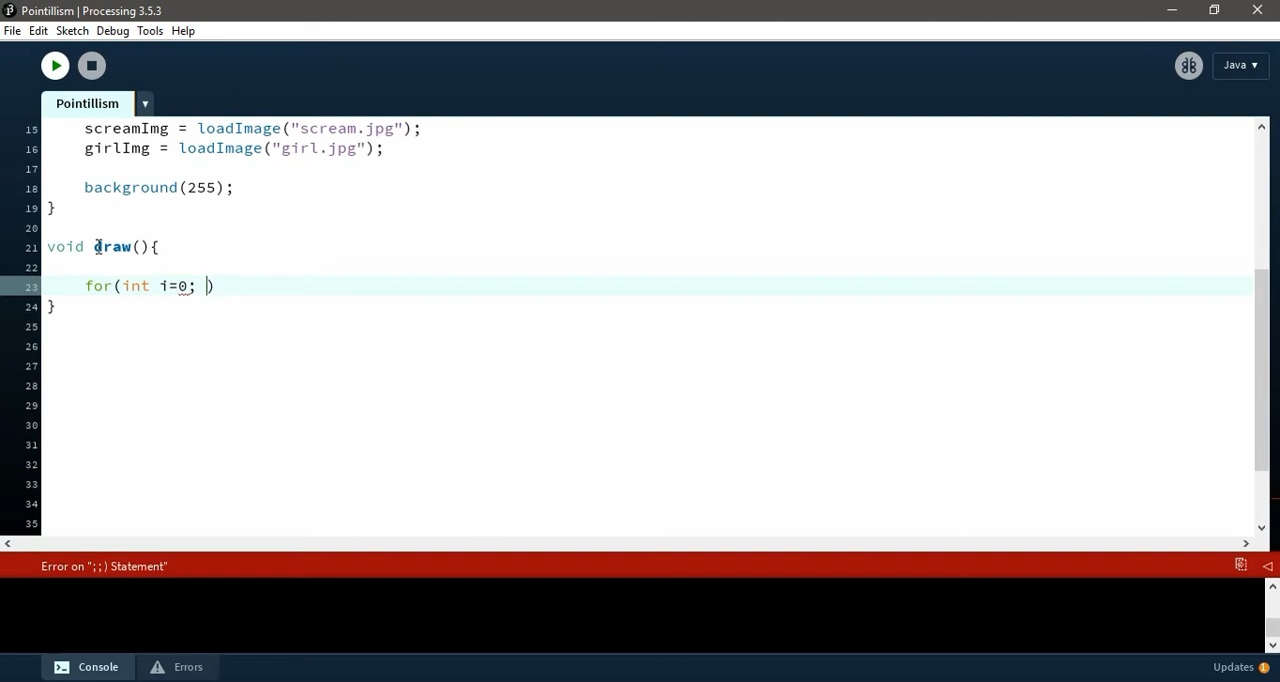 Pointillism | Processing 3.5.3
File Edit Sketch Debug Tools Help
Java ▾
Pointillism ▼
15 screamImg = loadImage("scream.jpg");
16 girlImg = loadImage("girl.jpg");
17
18 background(255);
19 }
20
21 void draw(){
22
23 for(int i=0; )
24 }
25
26
27
28
29
30
31
32
33
34
35
Error on ";;) Statement"
Console Errors Updates 1